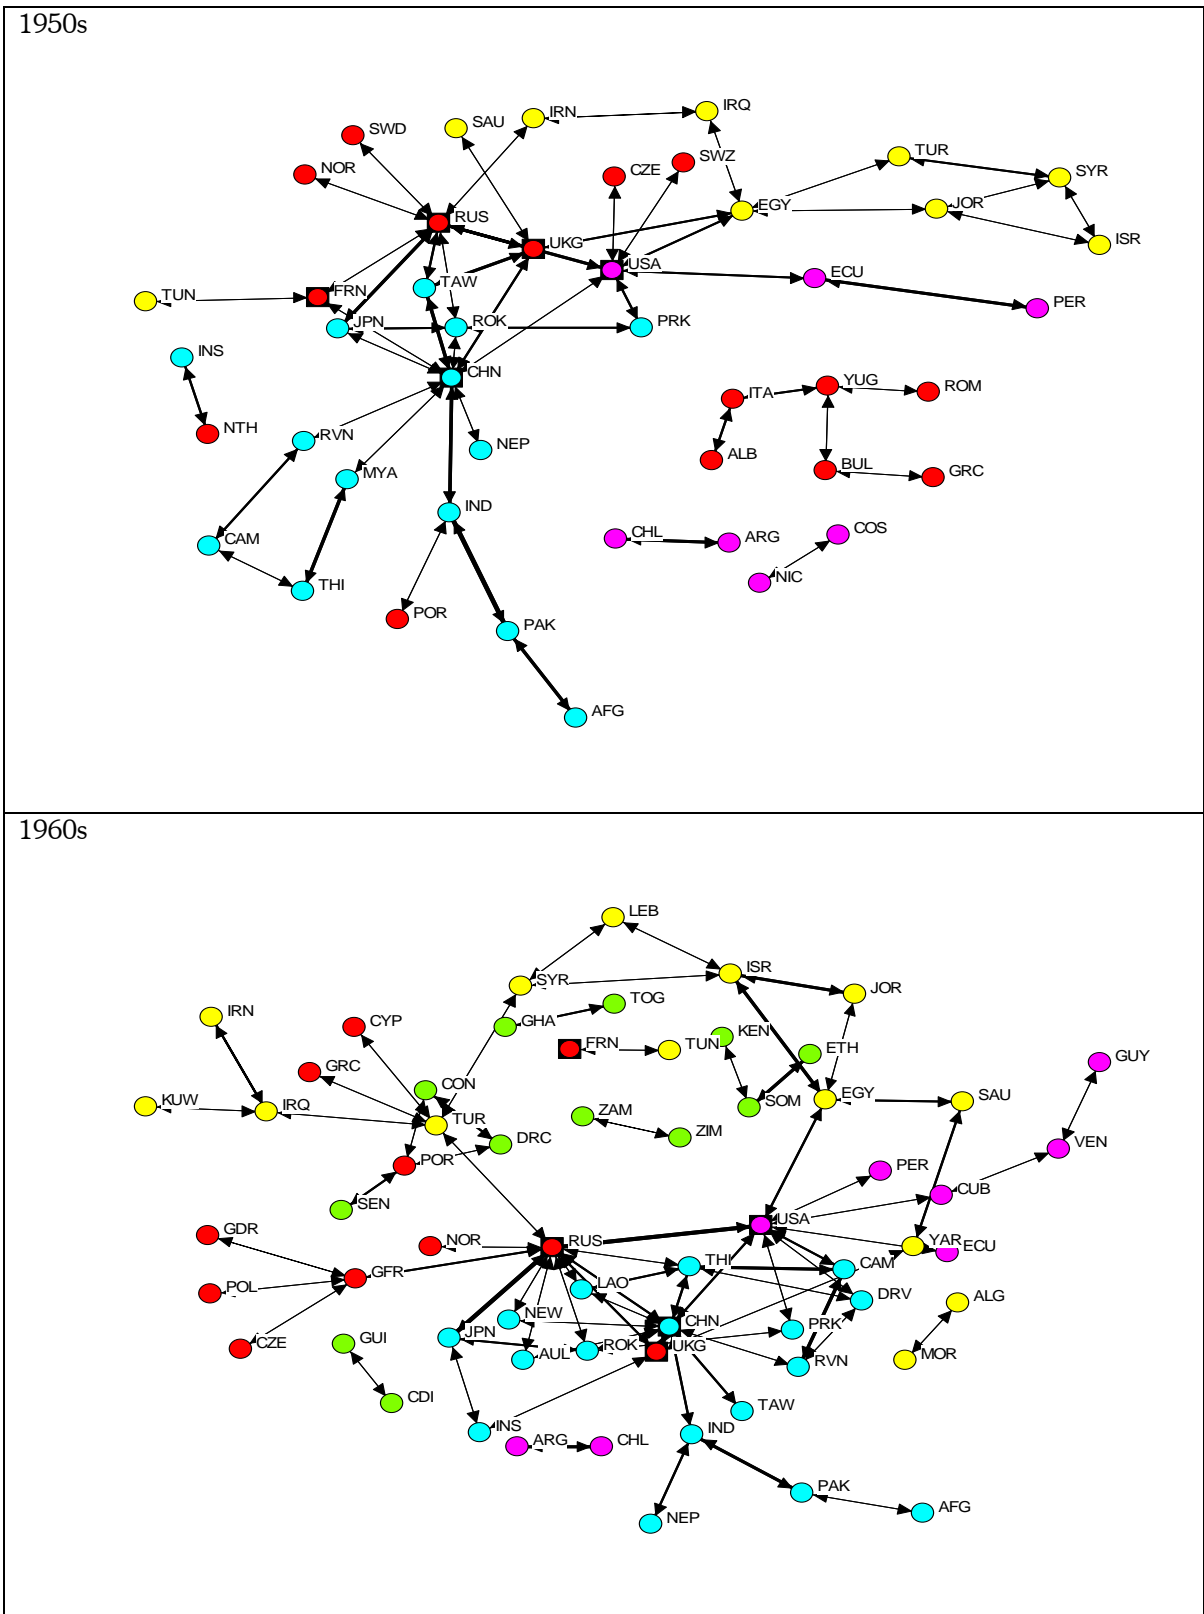 1950s
IRQ
IRN
SAU
SWD
TUR
SWZ
CZE
NOR
SYR
EGY
JOR
RUS
ISR
UKG
USA
ECU
TAW
FRN
TUN
PER
JPN
ROK
PRK
INS
CHN
YUG
ROM
ITA
NTH
RVN
NEP
ALB
BUL
GRC
MYA
IND
COS
CHL
ARG
CAM
NIC
THI
POR
PAK
AFG
1960s
LEB
ISR
SYR
JOR
TOG
IRN
CYP
GHA
KEN
FRN
TUN
ETH
GUY
GRC
CON
EGY
SAU
KUW
IRQ
SOM
ZAM
TUR
ZIM
DRC
VEN
POR
PER
CUB
SEN
USA
GDR
NOR
RUS
YAR
ECU
THI
CAM
GFR
LAO
POL
DRV
ALG
NEW
CHN
PRK
JPN
CZE
GUI
ROK
UKG
AUL
RVN
MOR
CDI
TAW
INS
IND
ARG
CHL
PAK
AFG
NEP